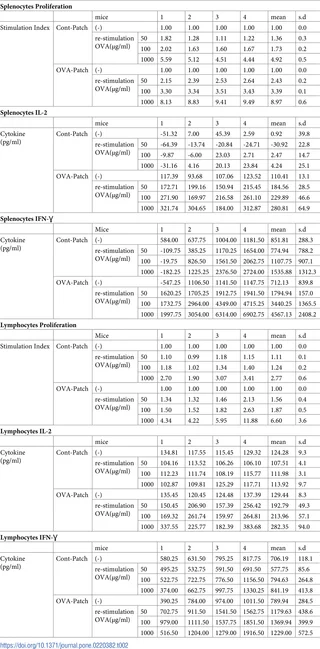 Splenocytes Proliferation
mice 1 2 3 4 mean s.d
Stimulation Index Cont-Patch (-) 1.00 1.00 1.00 1.00 1.00 0.0
re-stimulation OVA(μg/ml) 50 1.82 1.28 1.11 1.22 1.36 0.3
100 2.02 1.63 1.60 1.67 1.73 0.2
1000 5.59 5.12 4.51 4.44 4.92 0.5
OVA-Patch (-) 1.00 1.00 1.00 1.00 1.00 0.0
re-stimulation OVA(μg/ml) 50 2.15 2.39 2.53 2.64 2.43 0.2
100 3.30 3.34 3.51 3.43 3.39 0.1
1000 8.13 8.83 9.41 9.49 8.97 0.6
Splenocytes IL-2
mice 1 2 3 4 mean s.d
Cytokine (pg/ml) Cont-Patch (-) -51.32 7.00 45.39 2.59 0.92 39.8
re-stimulation OVA(μg/ml) 50 -64.39 -13.74 -20.84 -24.71 -30.92 22.8
100 -9.87 -6.00 23.03 2.71 2.47 14.7
1000 -31.16 4.16 20.13 23.84 4.24 25.1
OVA-Patch (-) 117.39 93.68 107.06 123.52 110.41 13.1
re-stimulation OVA(μg/ml) 50 172.71 199.16 150.94 215.45 184.56 28.5
100 271.90 169.97 216.58 261.10 229.89 46.6
1000 321.74 304.65 184.00 312.87 280.81 64.9
Splenocytes IFN-Ɣ
Mice 1 2 3 4 mean s.d
Cytokine (pg/ml) Cont-Patch (-) 584.00 637.75 1004.00 1181.50 851.81 288.3
re-stimulation OVA(μg/ml) 50 -109.75 385.25 1170.25 1654.00 774.94 788.2
100 -19.75 826.50 1561.50 2062.75 1107.75 907.1
1000 -182.25 1225.25 2376.50 2724.00 1535.88 1312.3
OVA-Patch (-) -547.25 1106.50 1141.50 1147.75 712.13 839.8
re-stimulation OVA(μg/ml) 50 1620.25 1705.25 1912.75 1941.50 1794.94 157.0
100 1732.75 2964.00 4349.00 4715.25 3440.25 1365.5
1000 1997.75 3054.00 6314.00 6902.75 4567.13 2408.2
Lymphocytes Proliferation
Mice 1 2 3 4 mean s.d
Stimulation Index Cont-Patch (-) 1.00 1.00 1.00 1.00 1.00 0.0
re-stimulation OVA(μg/ml) 50 1.10 0.99 1.18 1.15 1.11 0.1
100 1.18 1.02 1.34 1.40 1.24 0.2
1000 2.70 1.90 3.07 3.41 2.77 0.6
OVA-Patch (-) 1.00 1.00 1.00 1.00 1.00 0.0
re-stimulation OVA(μg/ml) 50 1.34 1.32 1.46 2.13 1.56 0.4
100 1.50 1.52 1.82 2.63 1.87 0.5
1000 4.34 4.22 5.95 11.88 6.60 3.6
Lymphocytes IL-2
mice 1 2 3 4 mean s.d
Cytokine (pg/ml) Cont-Patch (-) 134.81 117.55 115.45 129.32 124.28 9.3
re-stimulation OVA(μg/ml) 50 104.16 113.52 106.26 106.10 107.51 4.1
100 112.23 111.74 108.19 115.77 111.98 3.1
1000 102.87 109.81 125.29 117.71 113.92 9.7
OVA-Patch (-) 135.45 120.45 124.48 137.39 129.44 8.3
re-stimulation OVA(μg/ml) 50 150.45 206.90 157.39 256.42 192.79 49.3
100 169.32 261.74 159.97 264.81 213.96 57.1
1000 337.55 225.77 182.39 383.68 282.35 94.0
Lymphocytes IFN-Ɣ
mice 1 2 3 4 mean s.d
Cytokine (pg/ml) Cont-Patch (-) 580.25 631.50 795.25 817.75 706.19 118.1
re-stimulation OVA(μg/ml) 50 495.25 532.75 591.50 691.50 577.75 85.6
100 522.75 722.75 776.50 1156.50 794.63 264.8
1000 374.00 662.75 997.75 1330.25 841.19 413.8
OVA-Patch (-) 390.25 784.00 974.00 1011.50 789.94 284.5
re-stimulation OVA(μg/ml) 50 702.75 911.50 1541.50 1562.75 1179.63 438.6
100 979.00 1111.50 1537.75 1851.50 1369.94 399.9
1000 516.50 1204.00 1279.00 1916.50 1229.00 572.5
https://doi.org/10.1371/journal.pone.0220382.t002